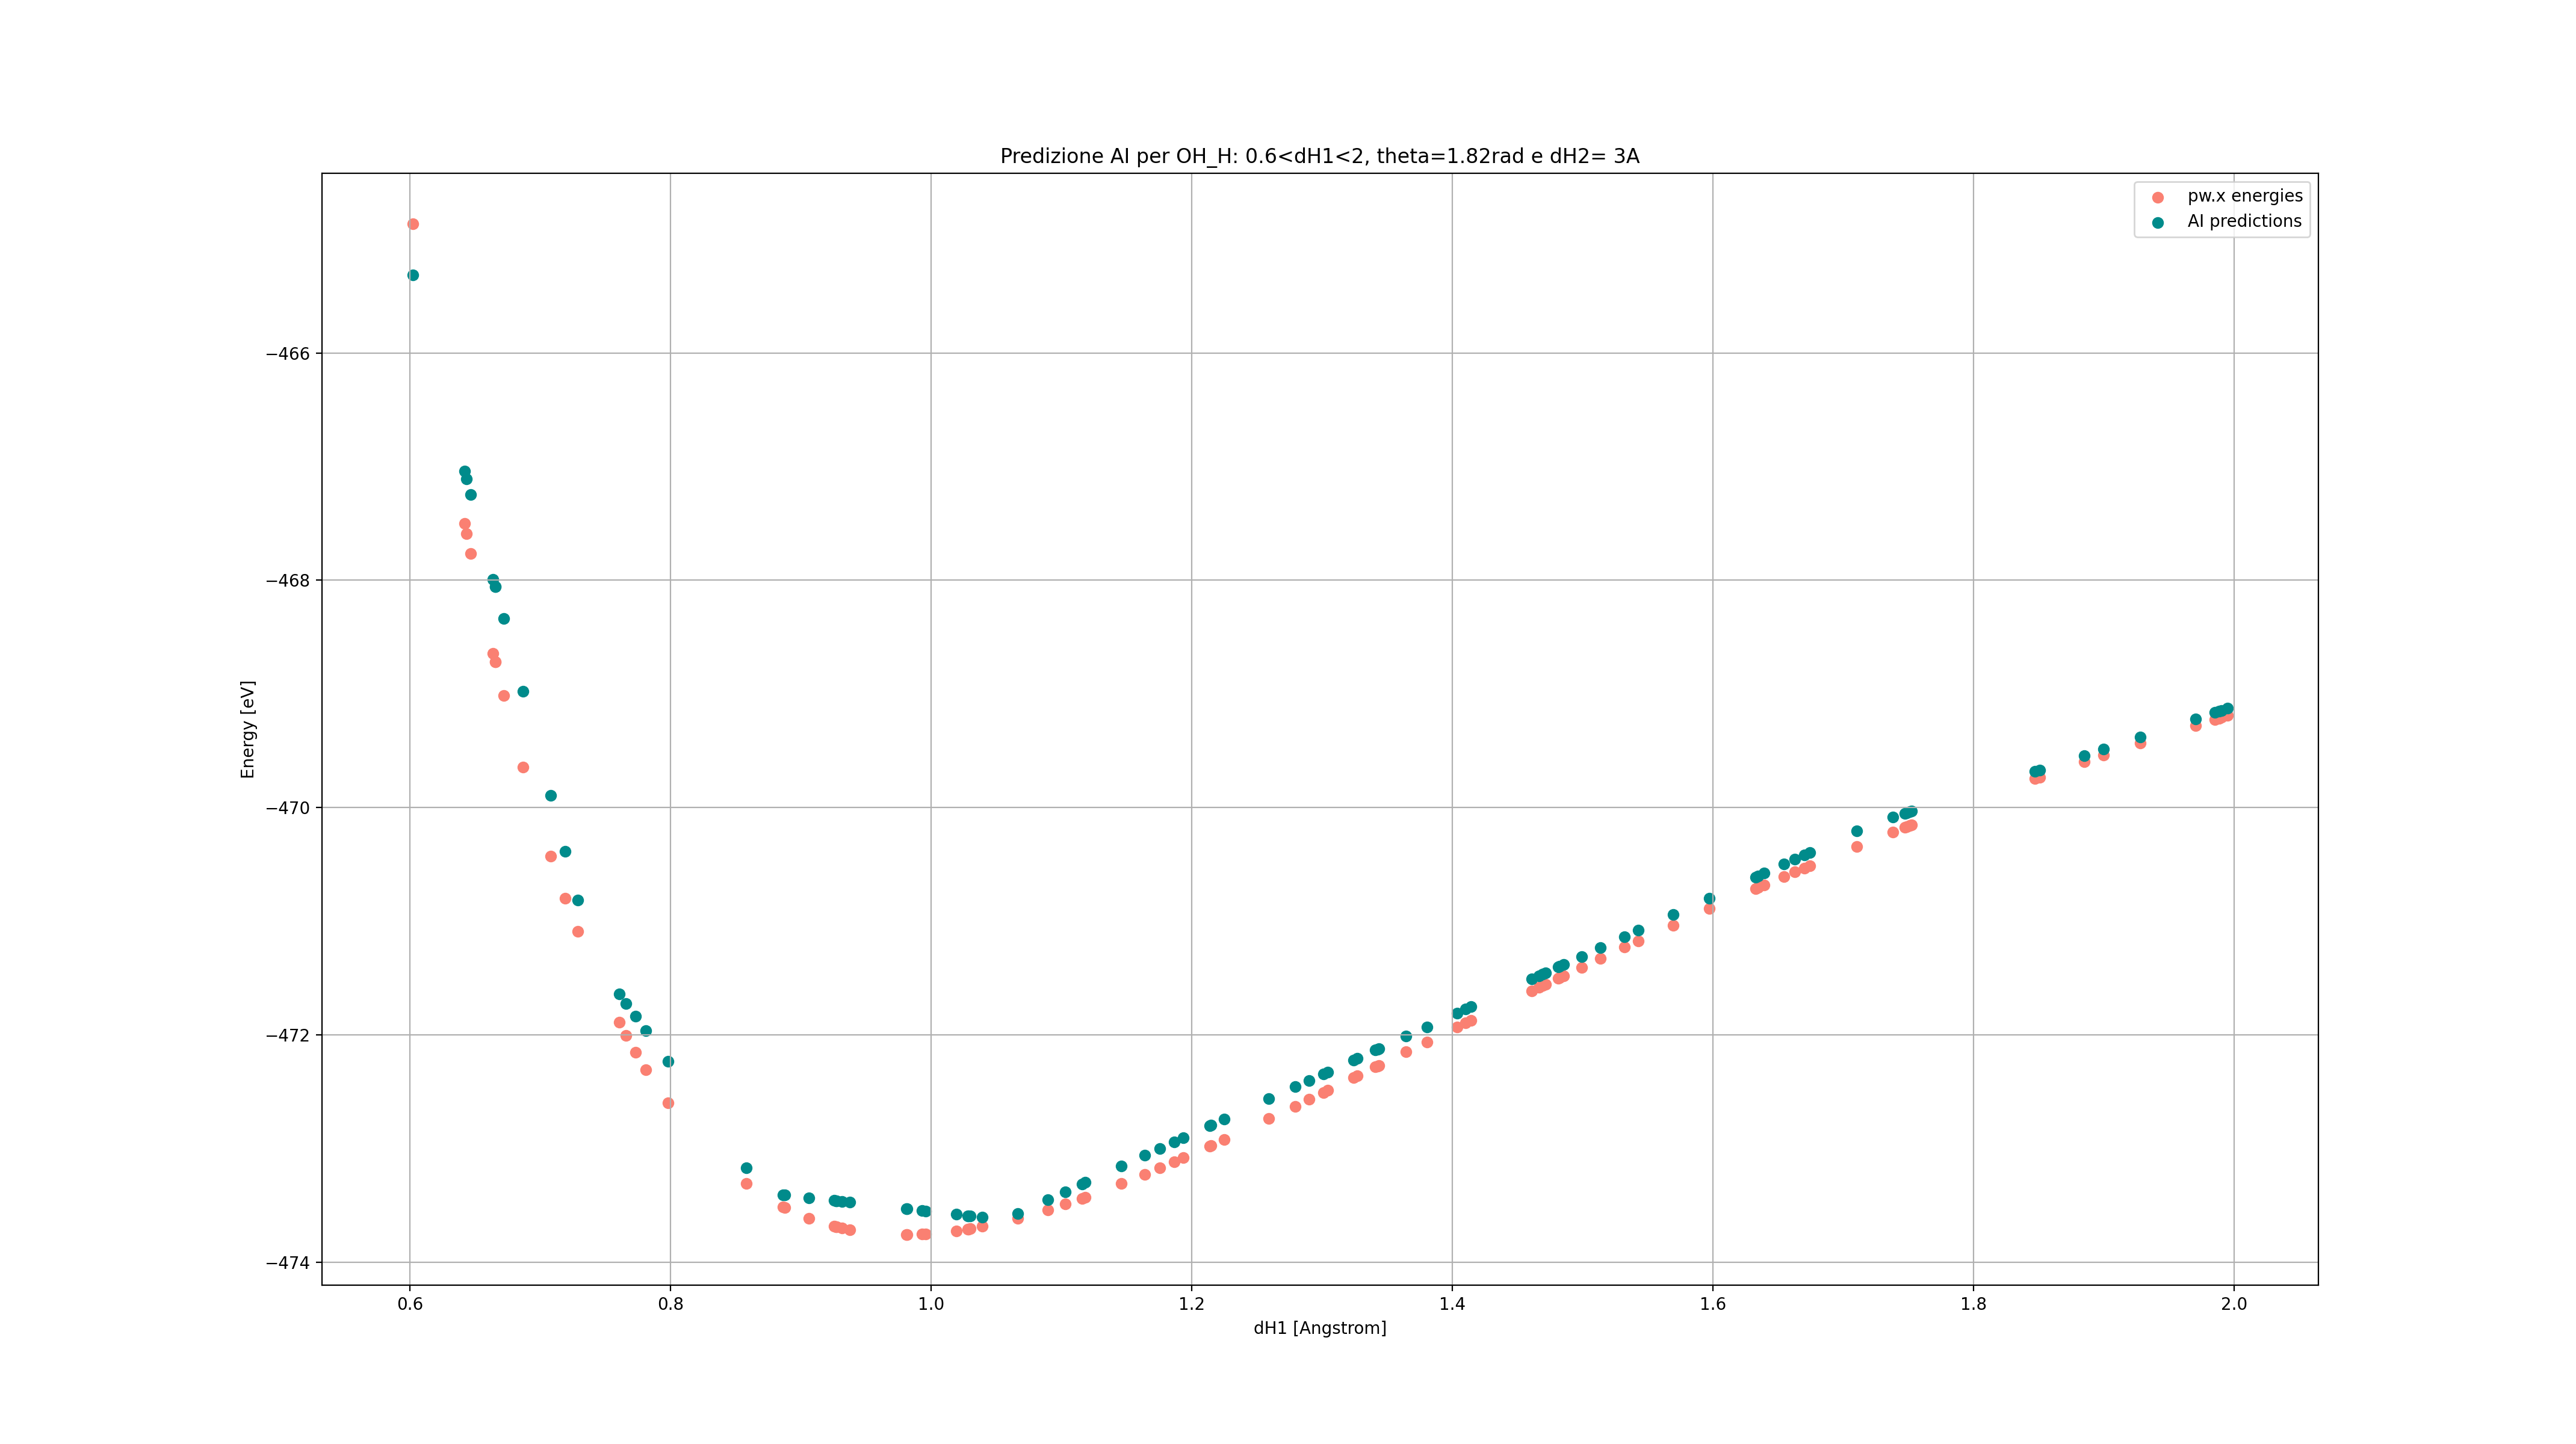 Predizione AI per OH_H: 0.6<dH1<2, theta=1.82rad e dH2= 3A
pw.x energies
AI predictions
Energy [eV]
−466
−468
−470
−472
−474
0.6
0.8
1.0
1.2
1.4
1.6
1.8
2.0
dH1 [Angstrom]